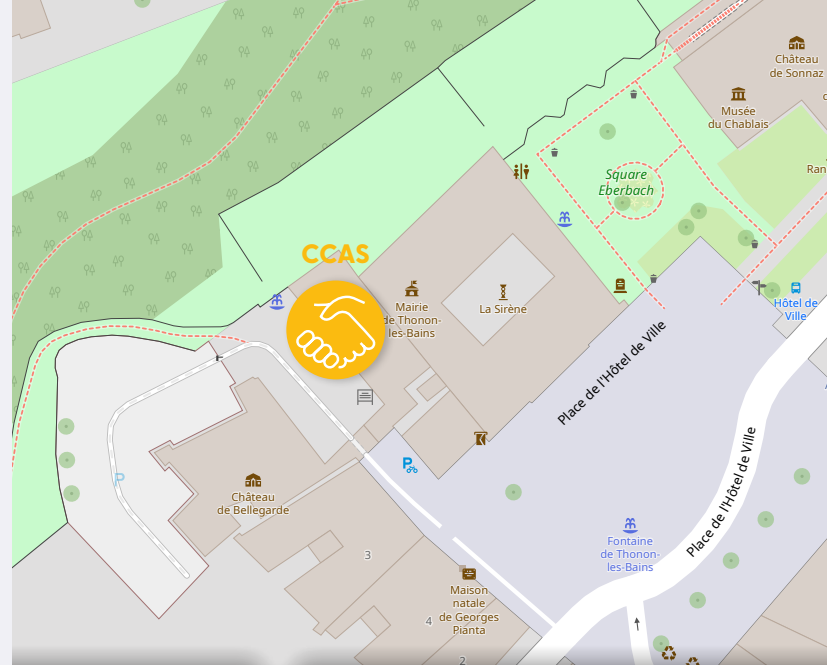 Château
de Sonnaz
Musée
du Chablais
Ran
Square
Eberbach
CCAS
Mairie
de Thonon-
les-Bains
La Sirène
Hôtel de
Ville
Place de l'Hôtel de Ville
Place de l'Hôtel de Ville
P
P
Château
de Bellegarde
Fontaine
de Thonon-
les-Bains
3
Maison
natale
de Georges
Pianta
4
2